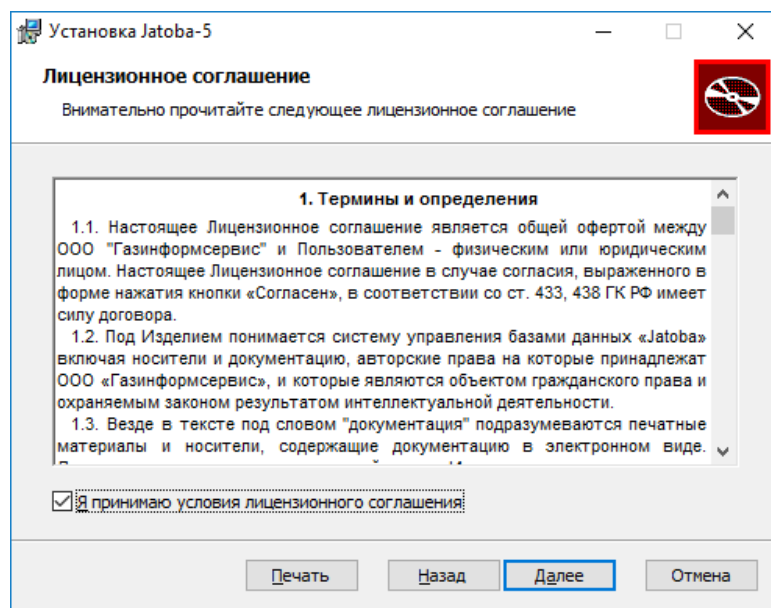 Установка Jatoba-5
Лицензионное соглашение
Внимательно прочитайте следующее лицензионное соглашение
1. Термины и определения
1.1. Настоящее Лицензионное соглашение является общей офертой между
ООО "Газинформсервис" и Пользователем - физическим или юридическим
лицом. Настоящее Лицензионное соглашение в случае согласия, выраженного в
форме нажатия кнопки «Согласен», в соответствии со ст. 433, 438 ГК РФ имеет
силу договора.
1.2. Под Изделием понимается систему управления базами данных «Jatoba»
включая носители и документацию, авторские права на которые принадлежат
ООО «Газинформсервис», и которые являются объектом гражданского права и
охраняемым законом результатом интеллектуальной деятельности.
1.3. Везде в тексте под словом "документация" подразумеваются печатные
материалы и носители, содержащие документацию в электронном виде.
Я принимаю условия лицензионного соглашения
Печать
Назад
Далее
Отмена